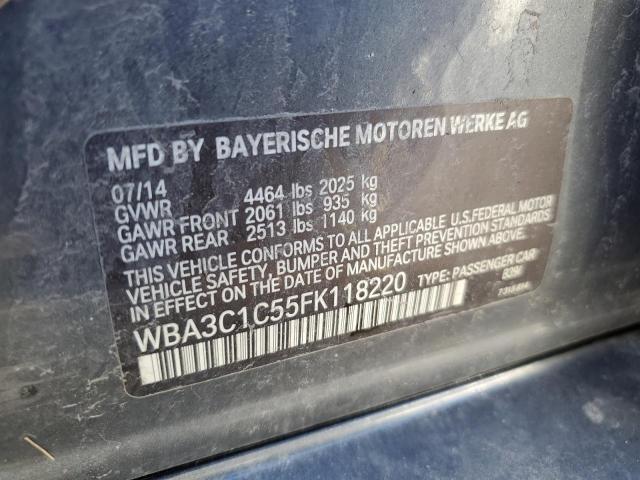 MFD BY BAYERISCHE MOTOREN WERKE AG
07/14
GVWR 4464 lbs 2025 kg
GAWR FRONT 2061 lbs 935 kg
GAWR REAR 2513 lbs 1140 kg
THIS VEHICLE CONFORMS TO ALL APPLICABLE U.S.FEDERAL MOTOR
VEHICLE SAFETY, BUMPER AND THEFT PREVENTION STANDARDS
IN EFFECT ON THE DATE OF MANUFACTURE SHOWN ABOVE.
WBA3C1C55FK118220 TYPE: PASSENGER CAR